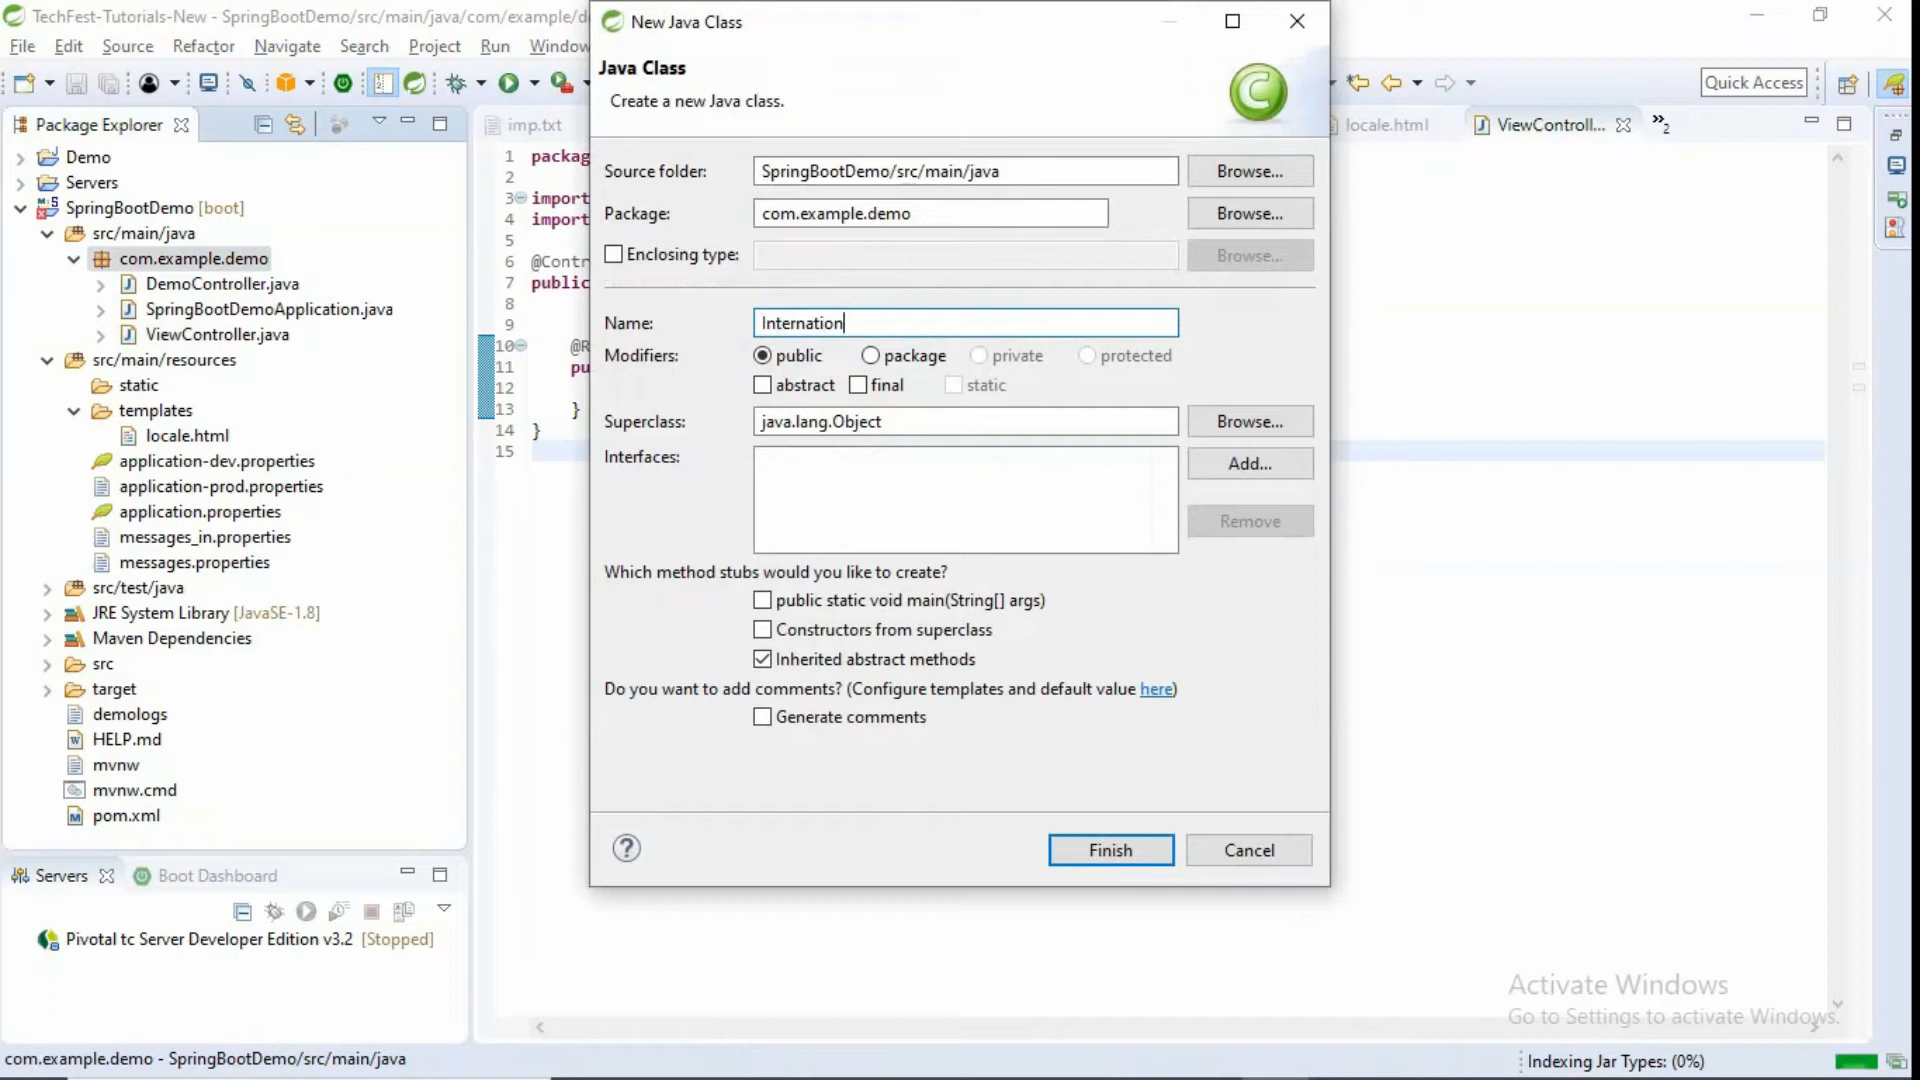 TechFest-Tutorials-New - SpringBootDemo/src/main/java/com/example/d
New Java Class
File Edit Source Refactor Navigate Search Project Run Window
Java Class
Create a new Java class.
Quick Access
Package Explorer
imp.txt
locale.html
ViewControll...
»2
Demo
Servers
SpringBootDemo [boot]
src/main/java
com.example.demo
DemoController.java
SpringBootDemoApplication.java
ViewController.java
src/main/resources
static
templates
locale.html
application-dev.properties
application-prod.properties
application.properties
messages_in.properties
messages.properties
src/test/java
JRE System Library [JavaSE-1.8]
Maven Dependencies
src
target
demologs
HELP.md
mvnw
mvnw.cmd
pom.xml
1 packag
2
3 import
4 import
5
6 @Contr
7 public
8
9
10 @R
11 pu
12
13 }
14 }
15
Source folder: SpringBootDemo/src/main/java Browse...
Package: com.example.demo Browse...
Enclosing type: Browse...
Name: Internation
Modifiers: public package private protected
abstract final static
Superclass: java.lang.Object Browse...
Interfaces: Add...
Remove
Which method stubs would you like to create?
public static void main(String[] args)
Constructors from superclass
Inherited abstract methods
Do you want to add comments? (Configure templates and default value here)
Generate comments
? Finish Cancel
Servers Boot Dashboard
Pivotal tc Server Developer Edition v3.2 [Stopped]
Activate Windows
Go to Settings to activate Windows.
com.example.demo - SpringBootDemo/src/main/java
Indexing Jar Types: (0%)